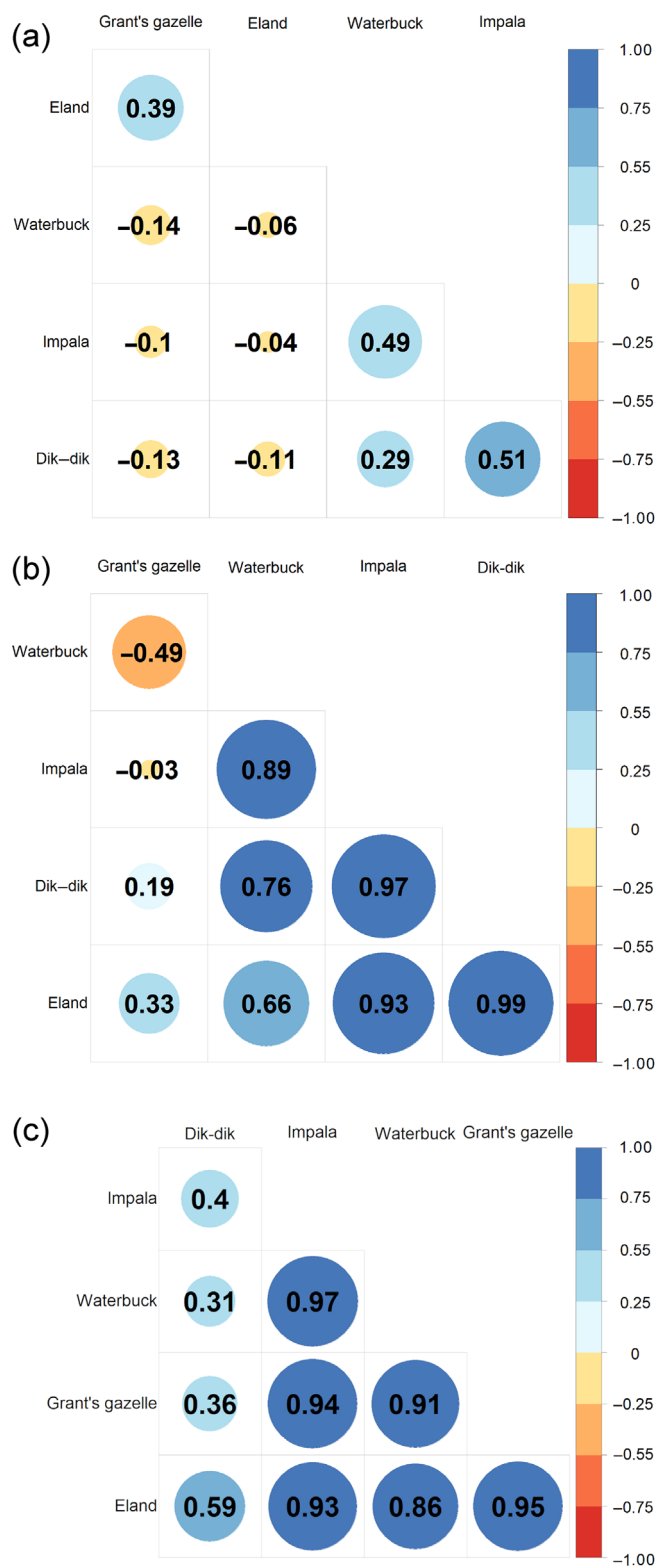 (a)
Grant's gazelle Eland Waterbuck Impala
1.00
0.75
Eland 0.39
0.55
Waterbuck –0.14 –0.06
0.25
0
Impala –0.1 –0.04 0.49
–0.25
–0.55
Dik–dik –0.13 –0.11 0.29 0.51
–0.75
–1.00
(b)
Grant's gazelle Waterbuck Impala Dik-dik
1.00
Waterbuck –0.49
0.75
0.55
Impala –0.03 0.89
0.25
0
Dik–dik 0.19 0.76 0.97
–0.25
–0.55
Eland 0.33 0.66 0.93 0.99
–0.75
–1.00
(c)
Dik-dik Impala Waterbuck Grant's gazelle
1.00
Impala 0.4
0.75
0.55
Waterbuck 0.31 0.97
0.25
0
Grant's gazelle 0.36 0.94 0.91
–0.25
–0.55
Eland 0.59 0.93 0.86 0.95
–0.75
–1.00